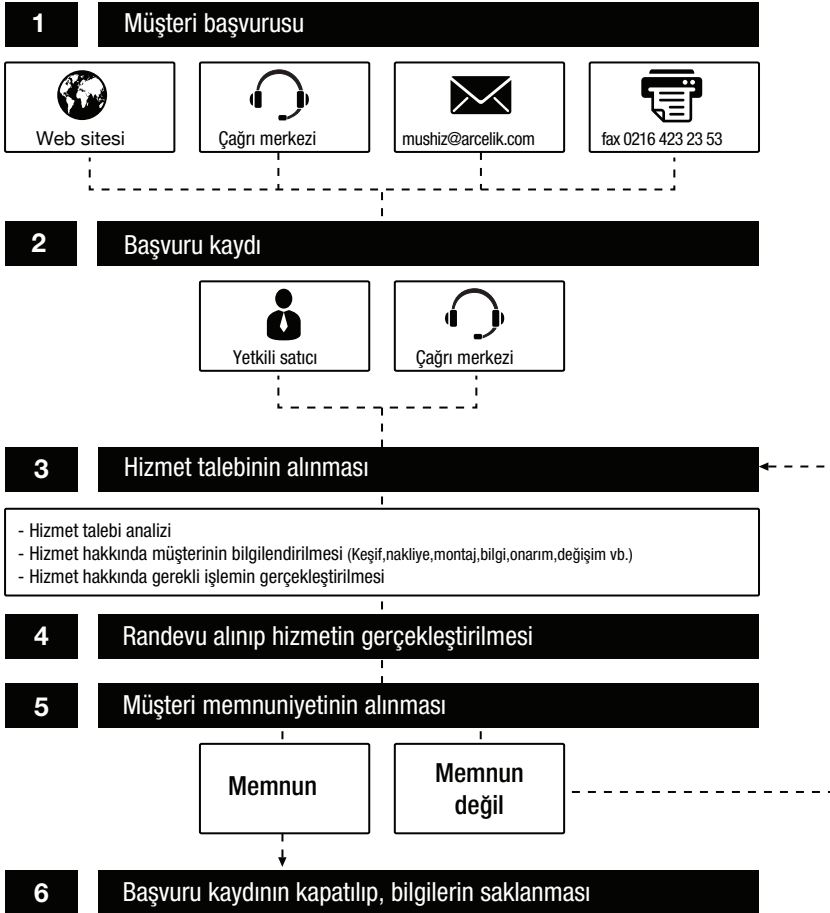 1 Müşteri başvurusu
Web sitesi
Çağrı merkezi
mushiz@arcelik.com
fax 0216 423 23 53
2 Başvuru kaydı
Yetkili satıcı
Çağrı merkezi
3 Hizmet talebinin alınması
- Hizmet talebi analizi
- Hizmet hakkında müşterinin bilgilendirilmesi (Keşif,nakliye,montaj,bilgi,onarım,değişim vb.)
- Hizmet hakkında gerekli işlemin gerçekleştirilmesi
4 Randevu alınıp hizmetin gerçekleştirilmesi
5 Müşteri memnuniyetinin alınması
Memnun
Memnun
değil
6 Başvuru kaydının kapatılıp, bilgilerin saklanması